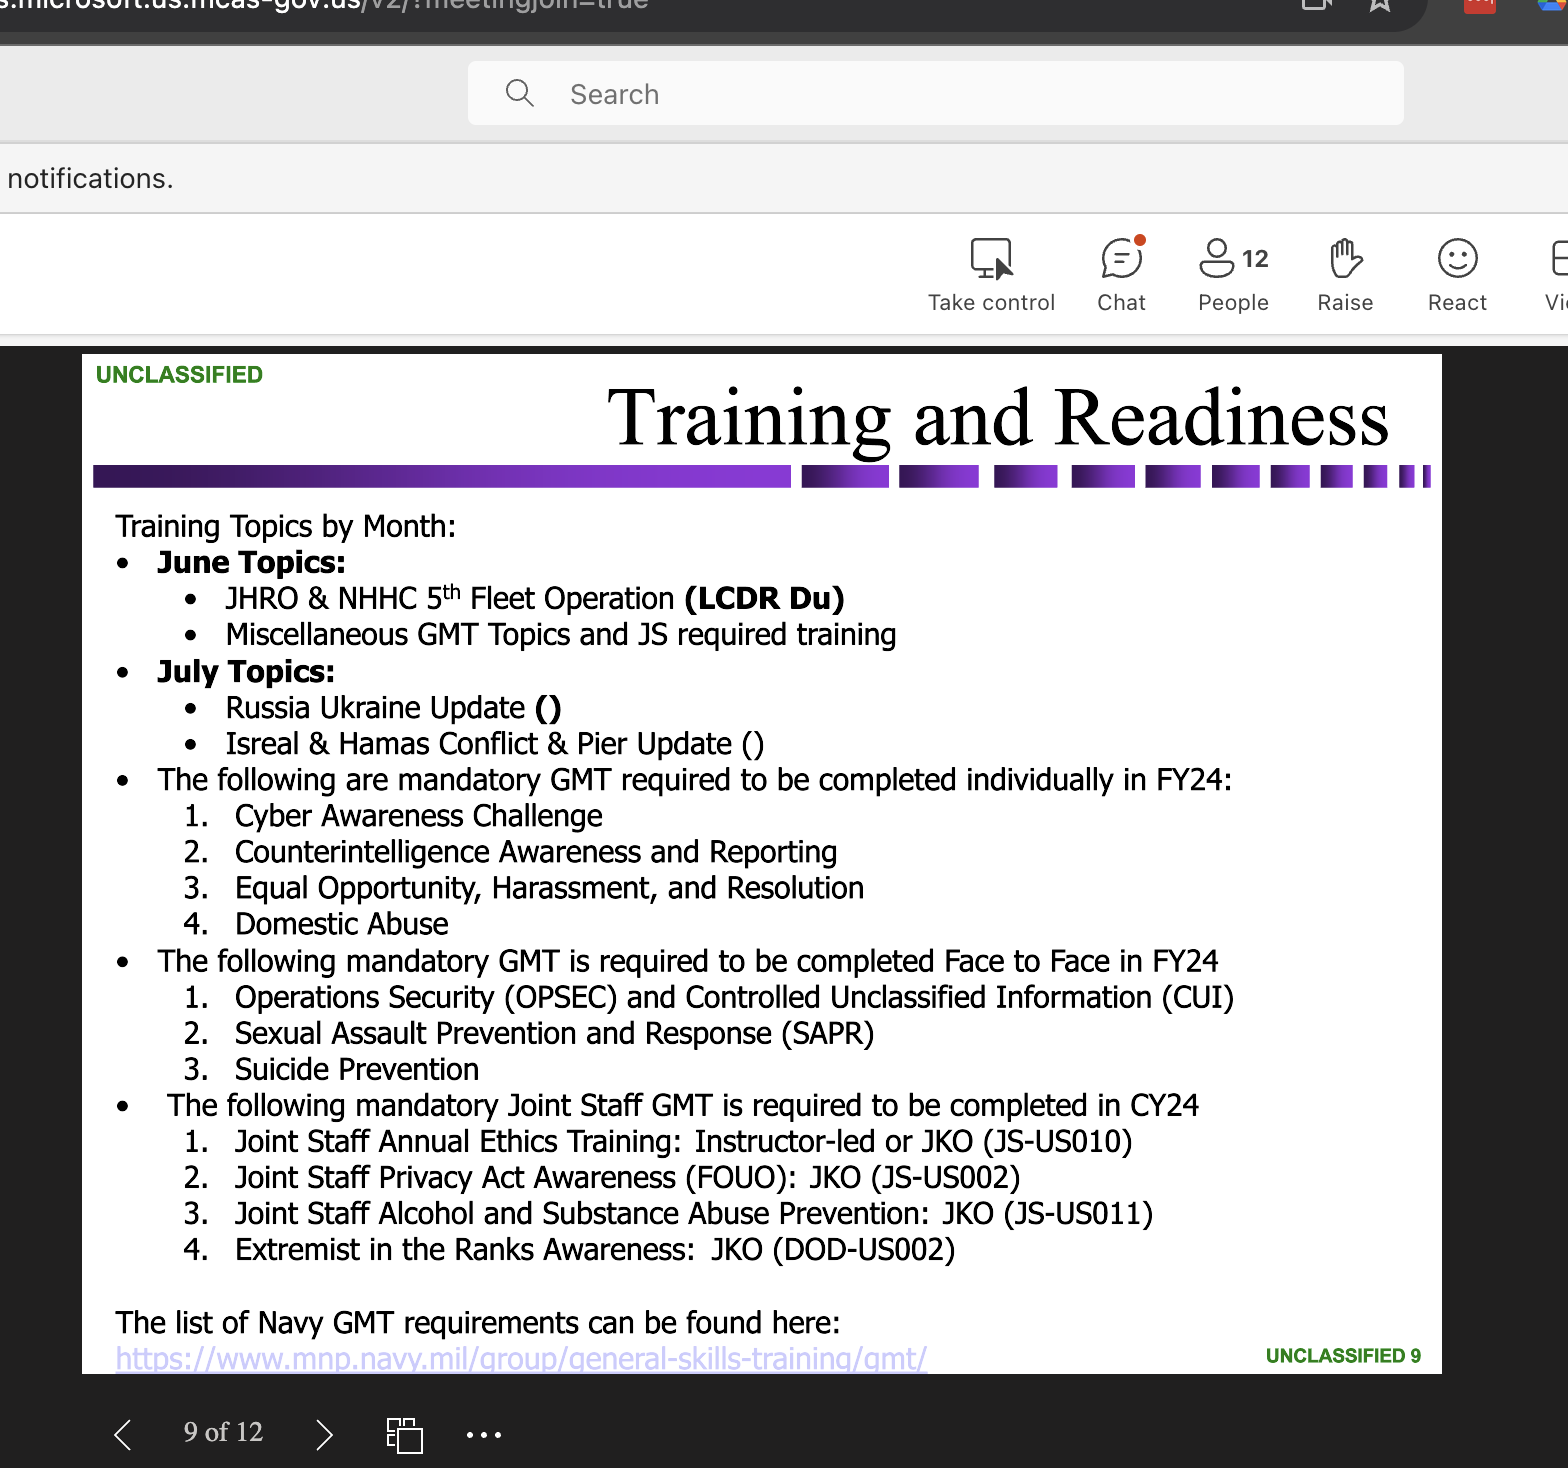 s.microsoft.us.mcas-gov.us/v2/?meetingjoin=true
Search
notifications.
12
Take control Chat People Raise React
UNCLASSIFIED
Training and Readiness
Training Topics by Month:
• June Topics:
• JHRO & NHHC 5th Fleet Operation (LCDR Du)
• Miscellaneous GMT Topics and JS required training
• July Topics:
• Russia Ukraine Update ()
• Isreal & Hamas Conflict & Pier Update ()
• The following are mandatory GMT required to be completed individually in FY24:
1. Cyber Awareness Challenge
2. Counterintelligence Awareness and Reporting
3. Equal Opportunity, Harassment, and Resolution
4. Domestic Abuse
• The following mandatory GMT is required to be completed Face to Face in FY24
1. Operations Security (OPSEC) and Controlled Unclassified Information (CUI)
2. Sexual Assault Prevention and Response (SAPR)
3. Suicide Prevention
• The following mandatory Joint Staff GMT is required to be completed in CY24
1. Joint Staff Annual Ethics Training: Instructor-led or JKO (JS-US010)
2. Joint Staff Privacy Act Awareness (FOUO): JKO (JS-US002)
3. Joint Staff Alcohol and Substance Abuse Prevention: JKO (JS-US011)
4. Extremist in the Ranks Awareness: JKO (DOD-US002)
The list of Navy GMT requirements can be found here:
https://www.mnp.navy.mil/group/general-skills-training/gmt/
UNCLASSIFIED 9
9 of 12